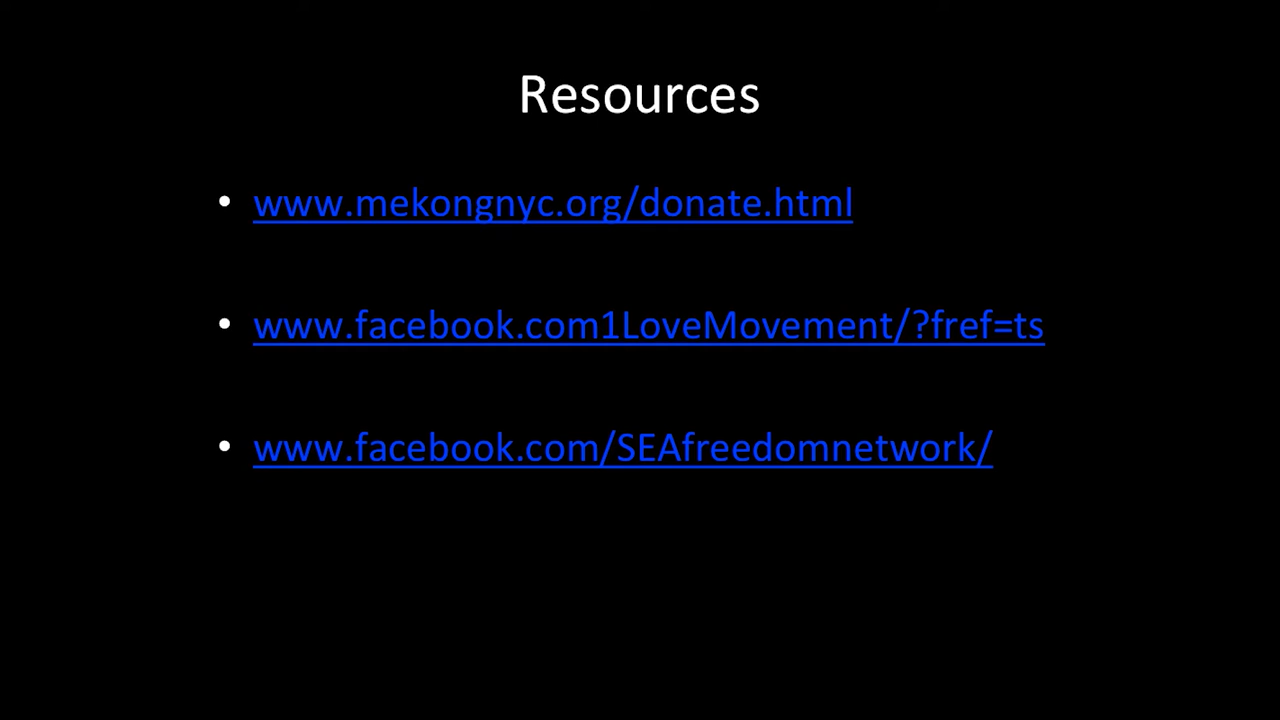 Resources
• www.mekongnyc.org/donate.html
• www.facebook.com1LoveMovement/?fref=ts
• www.facebook.com/SEAfreedomnetwork/